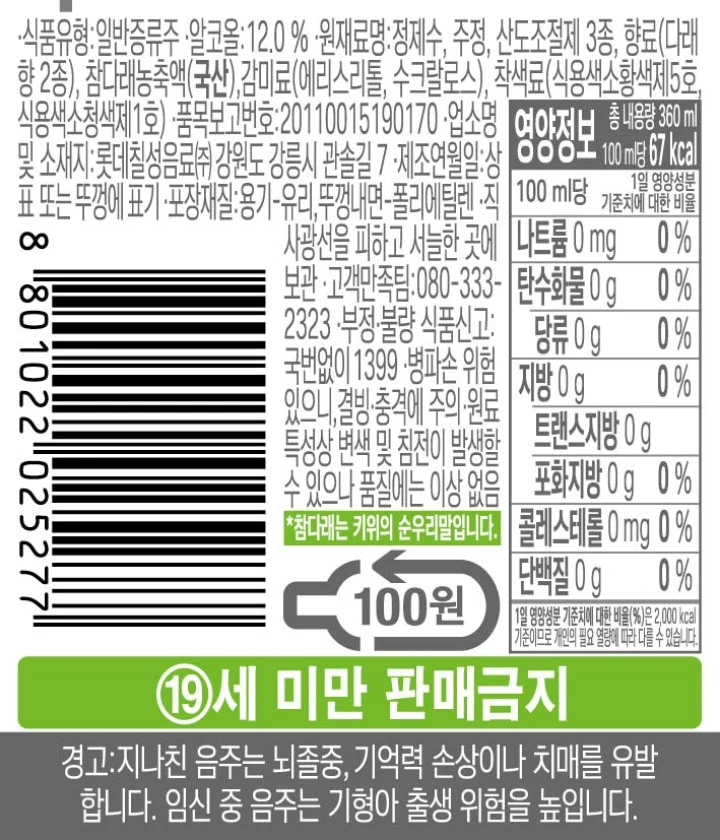 ·식품유형:일반증류주 ·알코올:12.0 % ·원재료명:정제수, 주정, 산도조절제 3종, 향료(다래
향 2종), 참다래농축액(국산),감미료(에리스리톨, 수크랄로스), 착색료(식용색소황색제5호,
식용색소청색제1호) ·품목보고번호:20110015190170 ·업소명
및 소재지:롯데칠성음료㈜ 강원도 강릉시 관솔길 7 ·제조연월일:상
표 또는 뚜껑에 표기 ·포장재질:용기-유리,뚜껑내면-폴리에틸렌 ·직
사광선을 피하고 서늘한 곳에
보관 ·고객만족팀:080-333-
2323 ·부정·불량 식품신고:
국번없이 1399 ·병파손 위험
있으니,결빙·충격에 주의·원료
특성상 변색 및 침전이 발생할
수 있으나 품질에는 이상 없음
*참다래는 키위의 순우리말입니다.
영양정보
총 내용량 360 ml
100 ml당 67 kcal
100 ml당
1일 영양성분
기준치에 대한 비율
나트륨 0 mg 0 %
탄수화물 0 g 0 %
당류 0 g 0 %
지방 0 g 0 %
트랜스지방 0 g
포화지방 0 g 0 %
콜레스테롤 0 mg 0 %
단백질 0 g 0 %
1일 영양성분 기준치에 대한 비율(%)은 2,000 kcal
기준이므로 개인의 필요 열량에 따라 다를 수 있습니다.
8 801022 025277
100원
⑲세 미만 판매금지
경고:지나친 음주는 뇌졸중, 기억력 손상이나 치매를 유발
합니다. 임신 중 음주는 기형아 출생 위험을 높입니다.